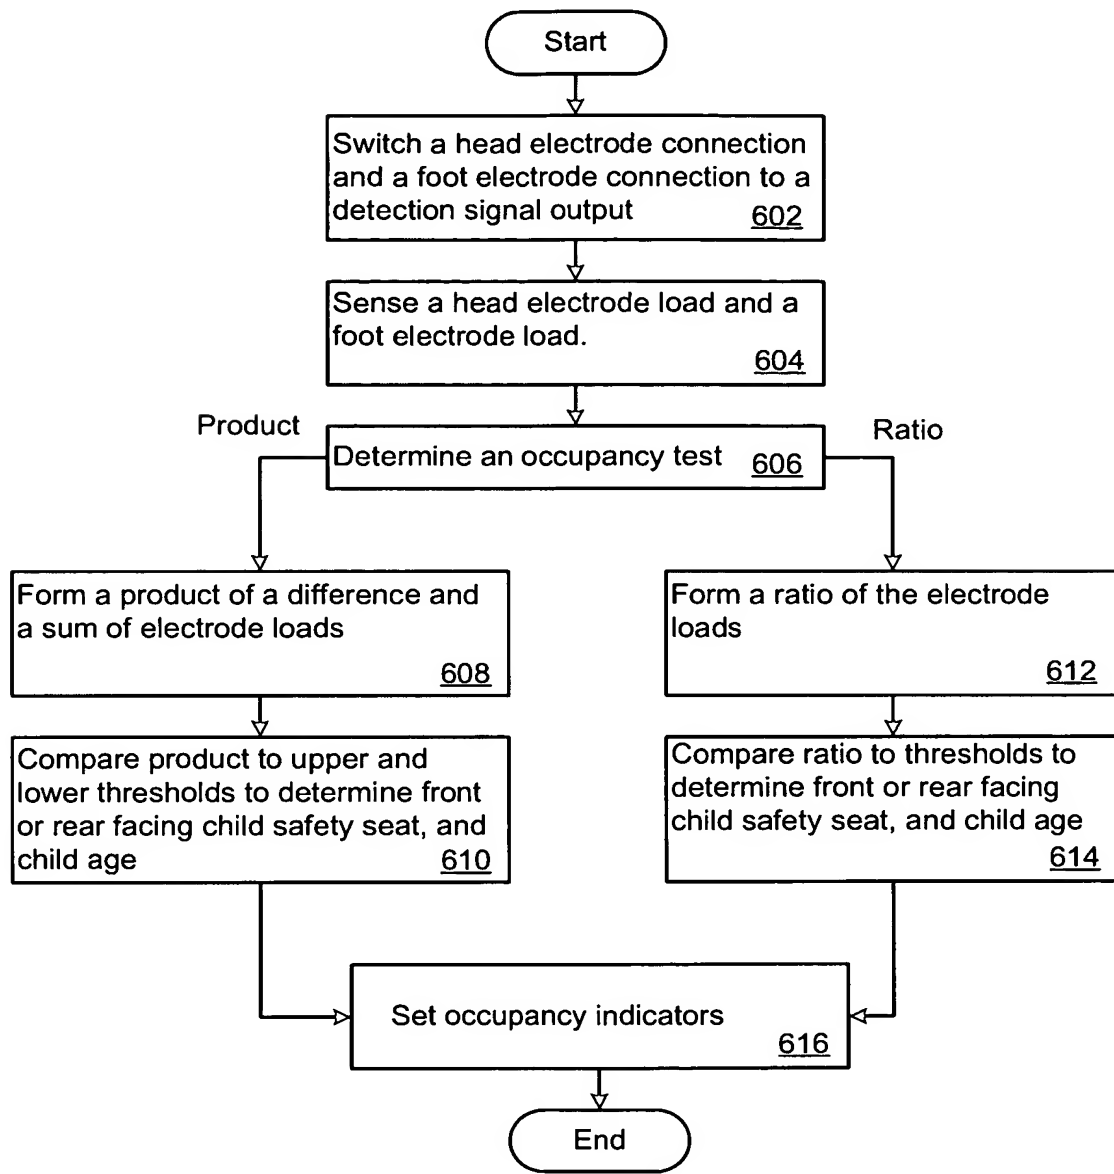 Start
Switch a head electrode connection
and a foot electrode connection to a
detection signal output
602
Sense a head electrode load and a
foot electrode load.
604
Product
Ratio
Determine an occupancy test
606
Form a product of a difference and
a sum of electrode loads
608
Form a ratio of the electrode
loads
612
Compare product to upper and
lower thresholds to determine front
or rear facing child safety seat, and
child age
610
Compare ratio to thresholds to
determine front or rear facing
child safety seat, and child age
614
Set occupancy indicators
616
End